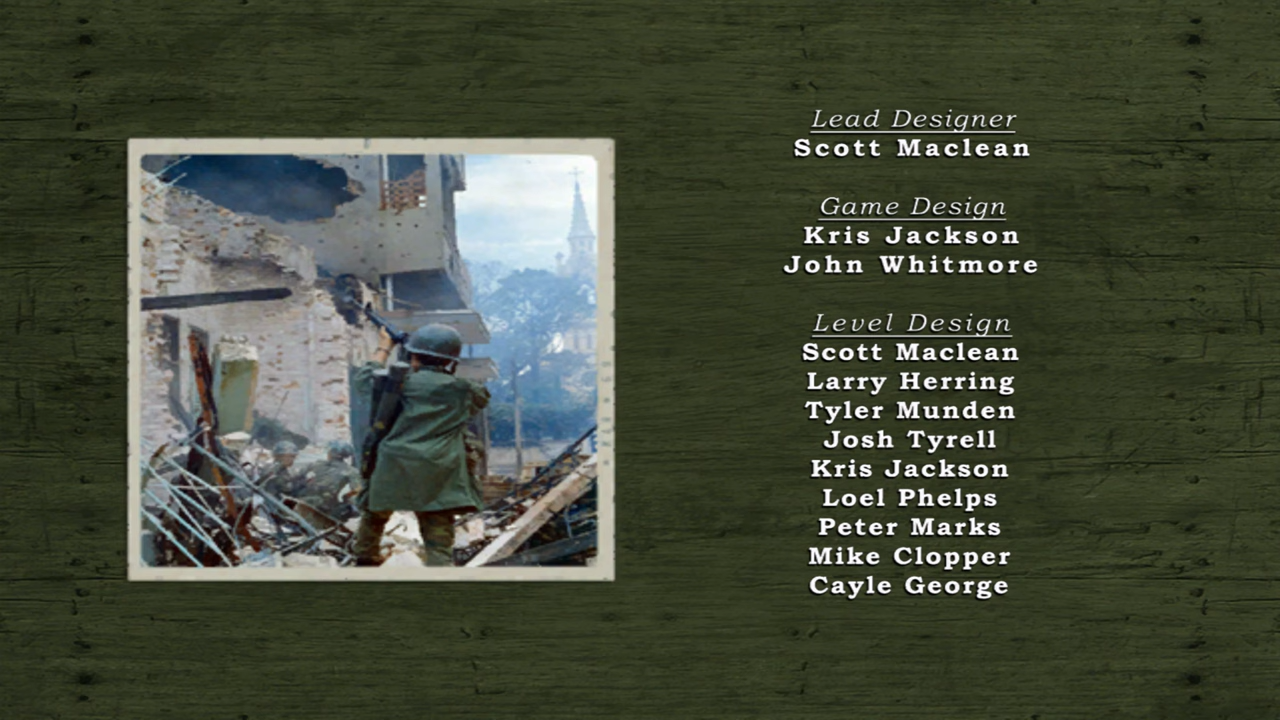 Lead Designer
Scott Maclean
Game Design
Kris Jackson
John Whitmore
Level Design
Scott Maclean
Larry Herring
Tyler Munden
Josh Tyrell
Kris Jackson
Loel Phelps
Peter Marks
Mike Clopper
Cayle George